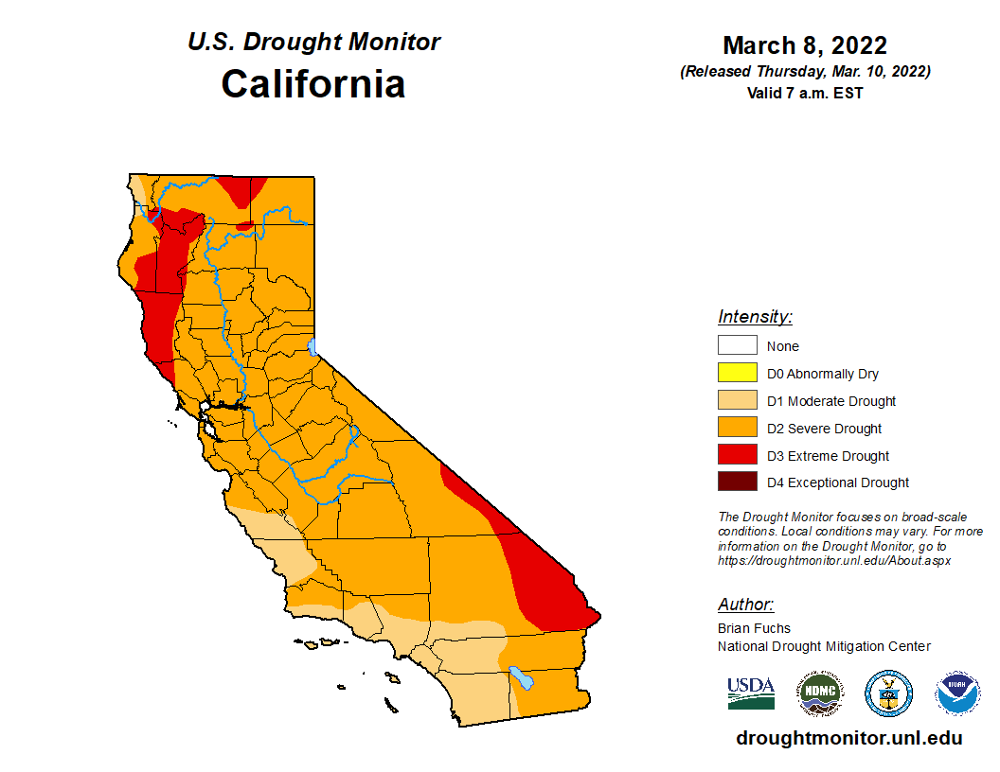 U.S. Drought Monitor
California
March 8, 2022
(Released Thursday, Mar. 10, 2022)
Valid 7 a.m. EST
Intensity:
None
D0 Abnormally Dry
D1 Moderate Drought
D2 Severe Drought
D3 Extreme Drought
D4 Exceptional Drought
The Drought Monitor focuses on broad-scale
conditions. Local conditions may vary. For more
information on the Drought Monitor, go to
https://droughtmonitor.unl.edu/About.aspx
Author:
Brian Fuchs
National Drought Mitigation Center
USDA
NDMC
NOAA
droughtmonitor.unl.edu